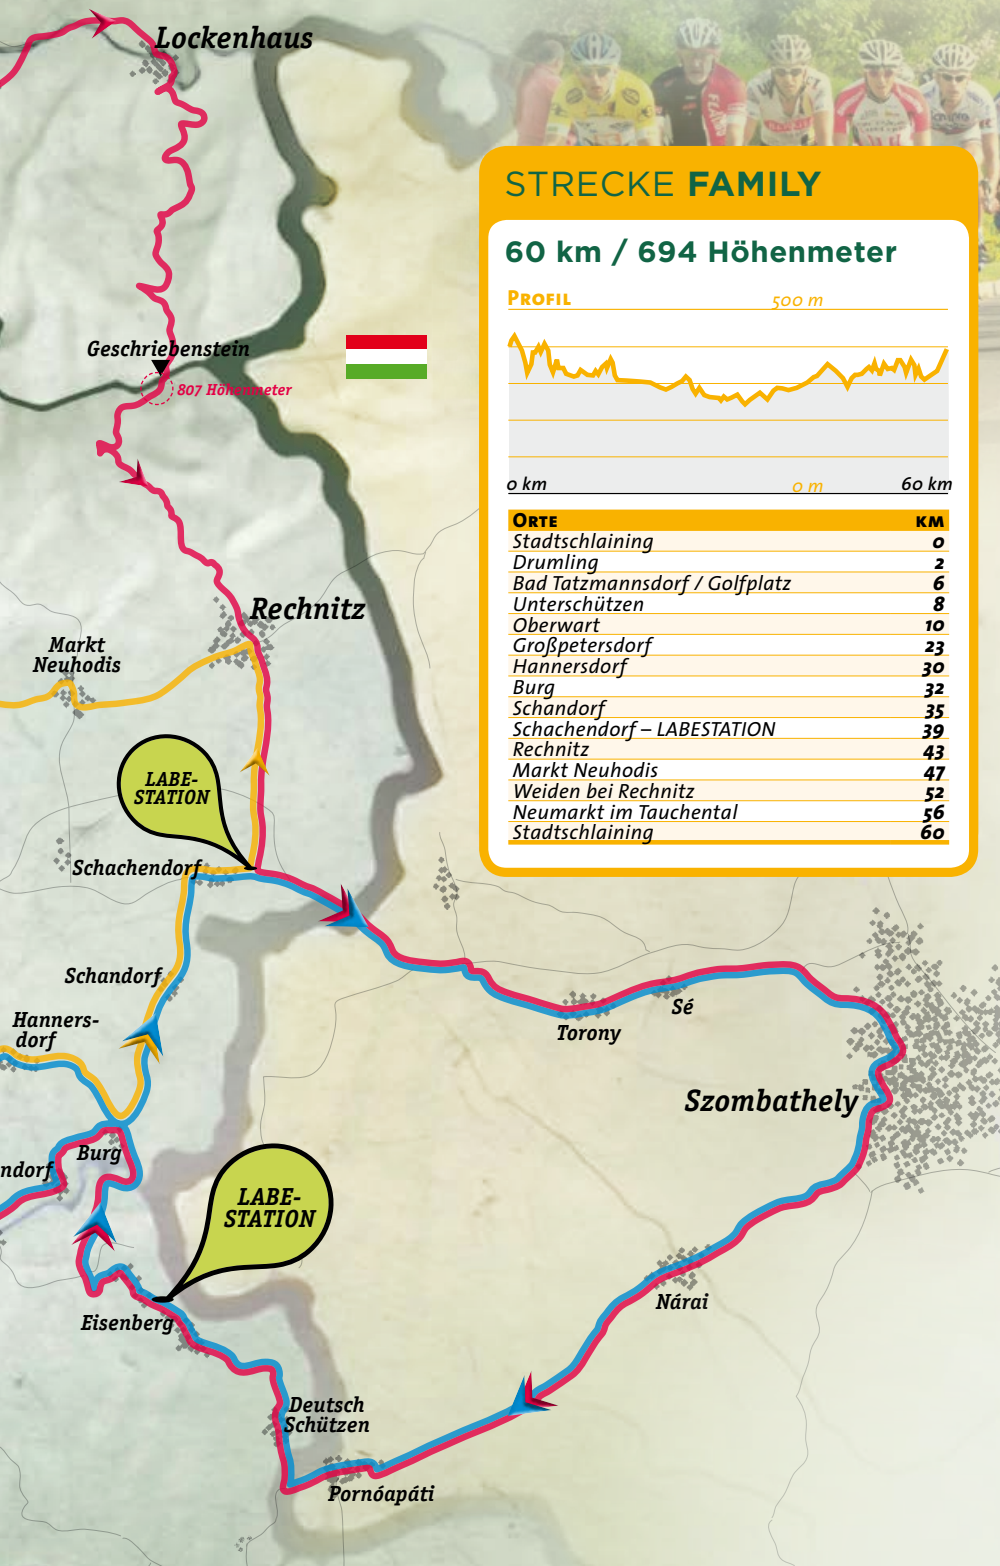 Lockenhaus
STRECKE FAMILY
60 km / 694 Höhenmeter
PROFIL
500 m
0 km
0 m
60 km
ORTE KM
Stadtschlaining 0
Drumling 2
Bad Tatzmannsdorf / Golfplatz 6
Unterschützen 8
Oberwart 10
Großpetersdorf 23
Hannersdorf 30
Burg 32
Schandorf 35
Schachendorf – LABESTATION 39
Rechnitz 43
Markt Neuhodis 47
Weiden bei Rechnitz 52
Neumarkt im Tauchental 56
Stadtschlaining 60
Geschriebenstein
807 Höhenmeter
Rechnitz
Markt
Neuhodis
LABE-
STATION
Schachendorf
Schandorf
Hanners-
dorf
Torony
Sé
Szombathely
Burg
ndorf
LABE-
STATION
Eisenberg
Nárai
Deutsch
Schützen
Pornóapáti